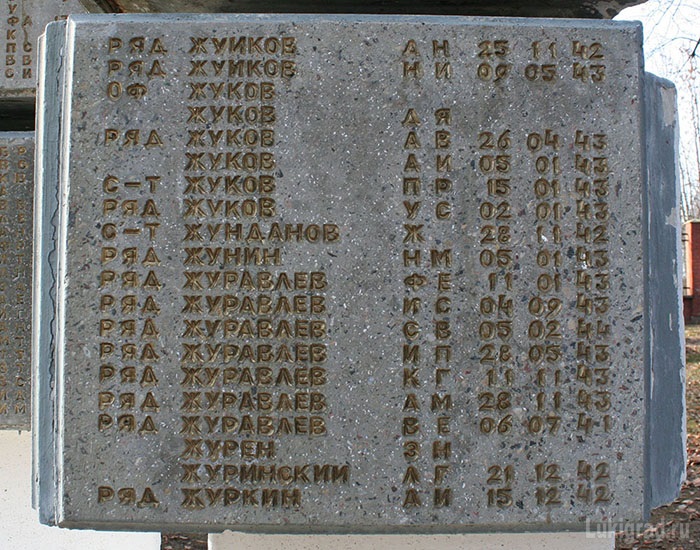 РЯД ЖУЙКОВ А Н 25 11 42
РЯД ЖУЙКОВ Н И 09 05 43
ОФ ЖУКОВ
ЖУКОВ Д Я
РЯД ЖУКОВ А В 26 04 43
ЖУКОВ А И 05 01 43
С-Т ЖУКОВ П Р 15 01 43
РЯД ЖУКОВ У С 02 01 43
С-Т ЖУНДАНОВ Ж 28 11 42
РЯД ЖУНИН Н М 05 01 43
РЯД ЖУРАВЛЕВ Ф Е 11 01 43
РЯД ЖУРАВЛЕВ И С 04 09 43
РЯД ЖУРАВЛЕВ С В 05 02 44
РЯД ЖУРАВЛЕВ И П 28 05 43
РЯД ЖУРАВЛЕВ К Г 11 11 43
РЯД ЖУРАВЛЕВ А М 28 11 43
РЯД ЖУРАВЛЕВ В Е 06 07 41
ЖУРЕН З Н
ЖУРИНСКИЙ Л Г 21 12 42
РЯД ЖУРКИН А И 15 12 42
Lukigrad.ru